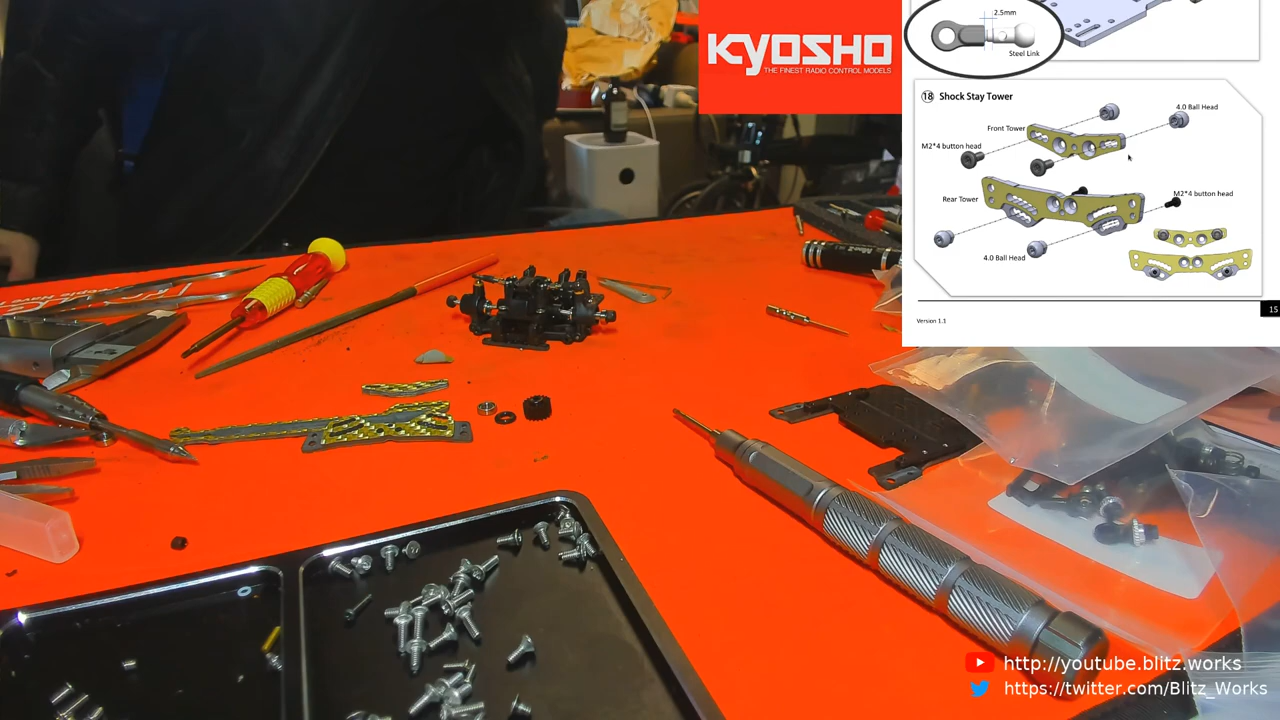 KYOSHO
THE FINEST RADIO CONTROL MODELS
2.5mm
Steel Link
18 Shock Stay Tower
4.0 Ball Head
Front Tower
M2*4 button head
M2*4 button head
Rear Tower
4.0 Ball Head
15
Version 1.1
http://youtube.blitz.works
https://twitter.com/Blitz_Works